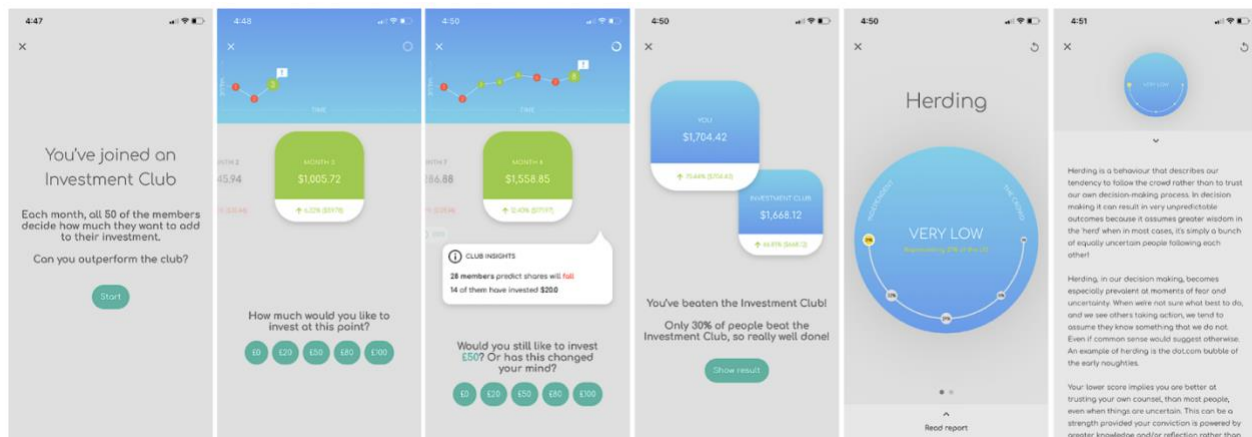 4:47
You've joined an
Investment Club
Each month, all 50 of the members
decide how much they want to add
to their investment.
Can you outperform the club?
Start
4:48
TIME
MONTH 3
$1,005.72
How much would you like to
invest at this point?
£0 £20 £50 £80 £100
4:50
TIME
$1,558.85
CLUB INSIGHTS
28 members predict shares will fall
14 of them have invested $200
Would you still like to invest
£50? Or has this changed
your mind?
£0 £20 £50 £80 £100
4:50
YOU
$1,704.42
INVESTMENT CLUB
$1,668.12
You've beaten the Investment Club!
Only 30% of people beat the
Investment Club, so really well done!
Show result
4:50
Herding
INDEPENDENT
THE CROWD
VERY LOW
Read report
4:51
VERY LOW
Herding is a behaviour that describes our
tendency to follow the crowd rather than to trust
our own decision-making process. In decision
making it can result in very unpredictable
outcomes because it assumes greater wisdom in
the 'herd' when in most cases, it's simply a bunch
of equally uncertain people following each
other!
Herding, in our decision making, becomes
especially prevalent at moments of fear and
uncertainty. When we're not sure what best to do,
and we see others taking action, we tend to
assume they know something that we do not.
Even if common sense would suggest otherwise.
An example of herding is the dot.com bubble of
the early noughties.
Your lower score implies you are better at
trusting your own counsel, than most people,
even when things are uncertain. This can be a
strength provided your conviction is powered by
greater knowledge and/or reflection rather than